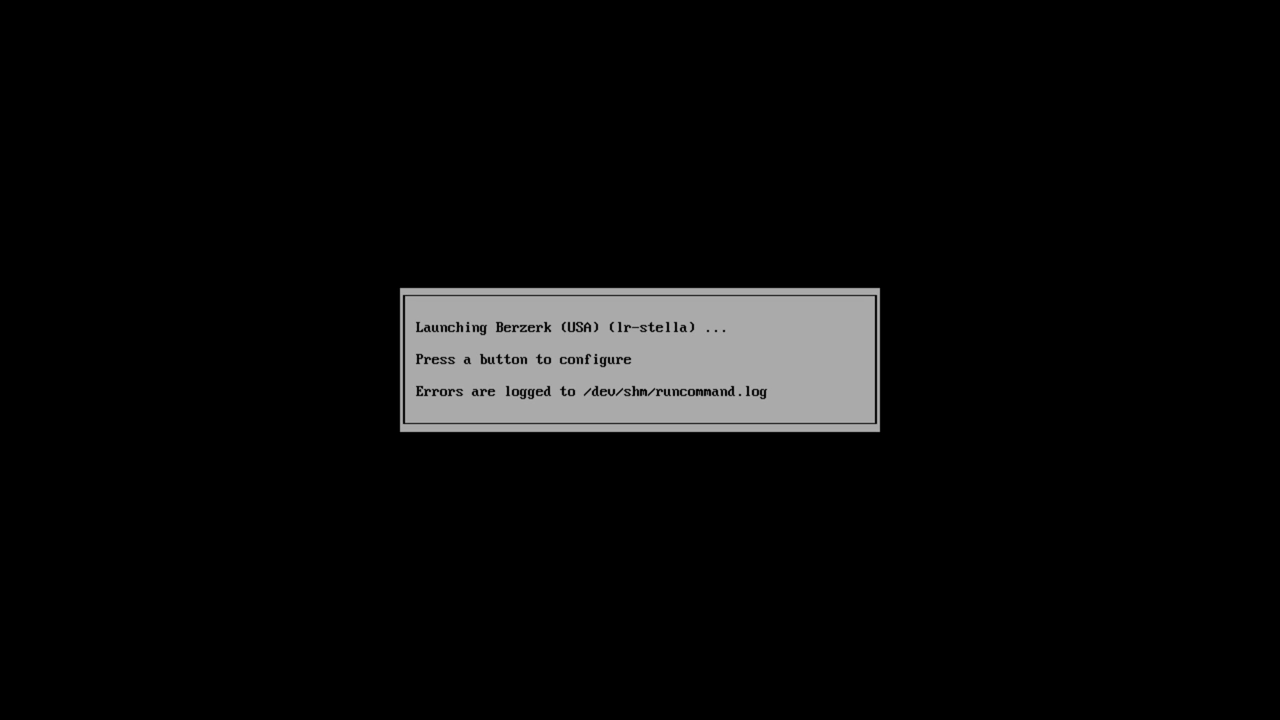 Launching Berzerk (USA) (lr-stella) ...
Press a button to configure
Errors are logged to /dev/shm/runcommand.log